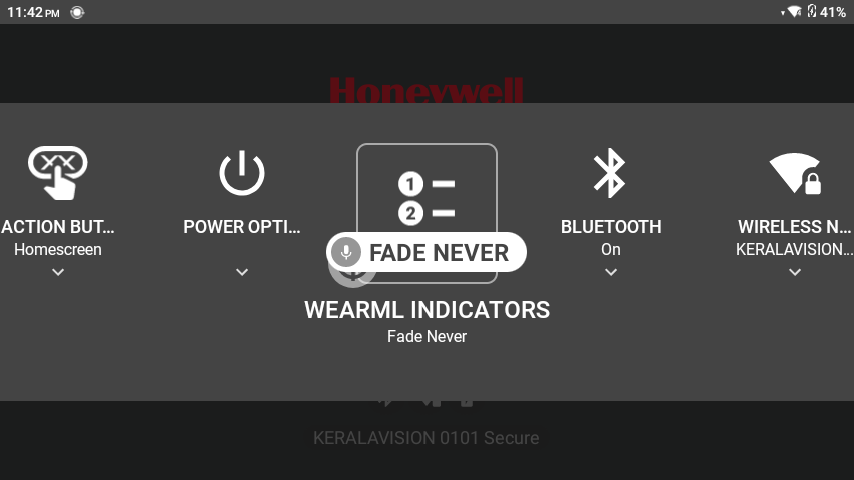 11:42 PM
41%
Honeywell
1
2
ACTION BUT...
Homescreen
POWER OPTI...
FADE NEVER
WEARML INDICATORS
Fade Never
BLUETOOTH
On
WIRELESS N...
KERALAVISION...
KERALAVISION 0101 Secure